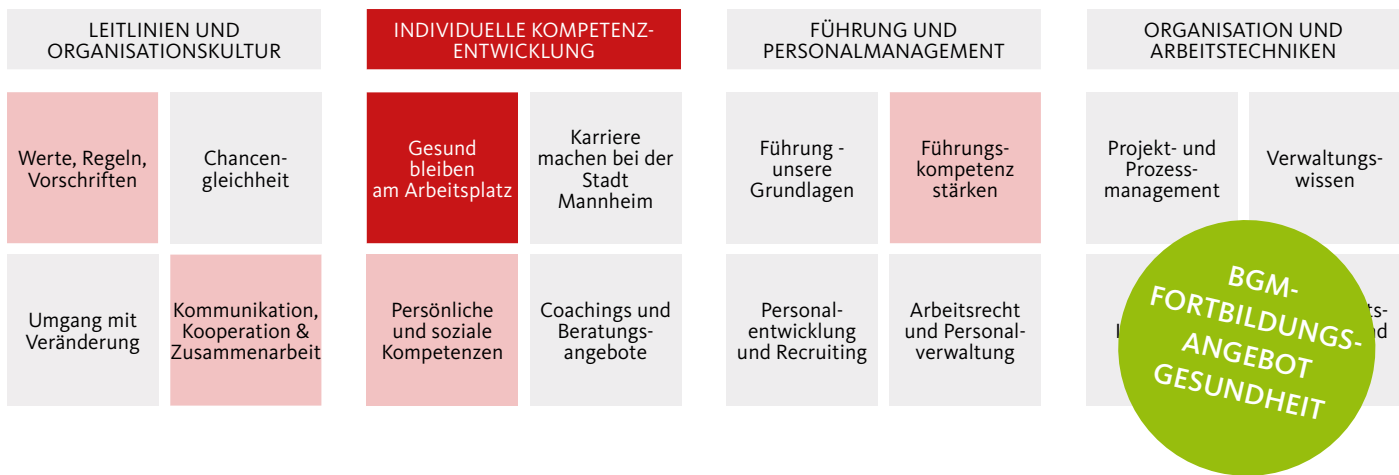 LEITLINIEN UND
ORGANISATIONSKULTUR
INDIVIDUELLE KOMPETENZ-
ENTWICKLUNG
FÜHRUNG UND
PERSONALMANAGEMENT
ORGANISATION UND
ARBEITSTECHNIKEN
Werte, Regeln,
Vorschriften
Chancen-
gleichheit
Gesund
bleiben
am Arbeitsplatz
Karriere
machen bei der
Stadt
Mannheim
Führung -
unsere
Grundlagen
Führungs-
kompetenz
stärken
Projekt- und
Prozess-
management
Verwaltungs-
wissen
Umgang mit
Veränderung
Kommunikation,
Kooperation &
Zusammenarbeit
Persönliche
und soziale
Kompetenzen
Coachings und
Beratungs-
angebote
Personal-
entwicklung
und Recruiting
Arbeitsrecht
und Personal-
verwaltung
BGM-
FORTBILDUNGS-
ANGEBOT
GESUNDHEIT